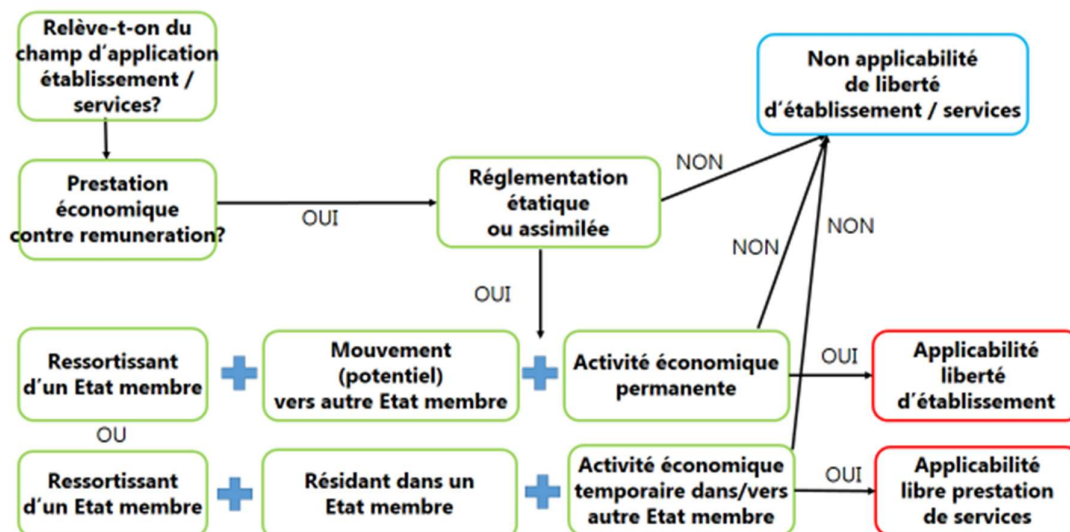 Relève-t-on du
champ d'application
établissement /
services?
Non applicabilité
de liberté
d'établissement / services
Prestation
économique
contre remuneration?
OUI
Réglementation
étatique
ou assimilée
NON
NON
NON
OUI
Ressortissant
d'un Etat membre
Mouvement
(potentiel)
vers autre Etat membre
Activité économique
permanente
OUI
Applicabilité
liberté
d'établissement
OU
Ressortissant
d'un Etat membre
Résidant dans un
Etat membre
Activité économique
temporaire dans/vers
autre Etat membre
OUI
Applicabilité
libre prestation
de services